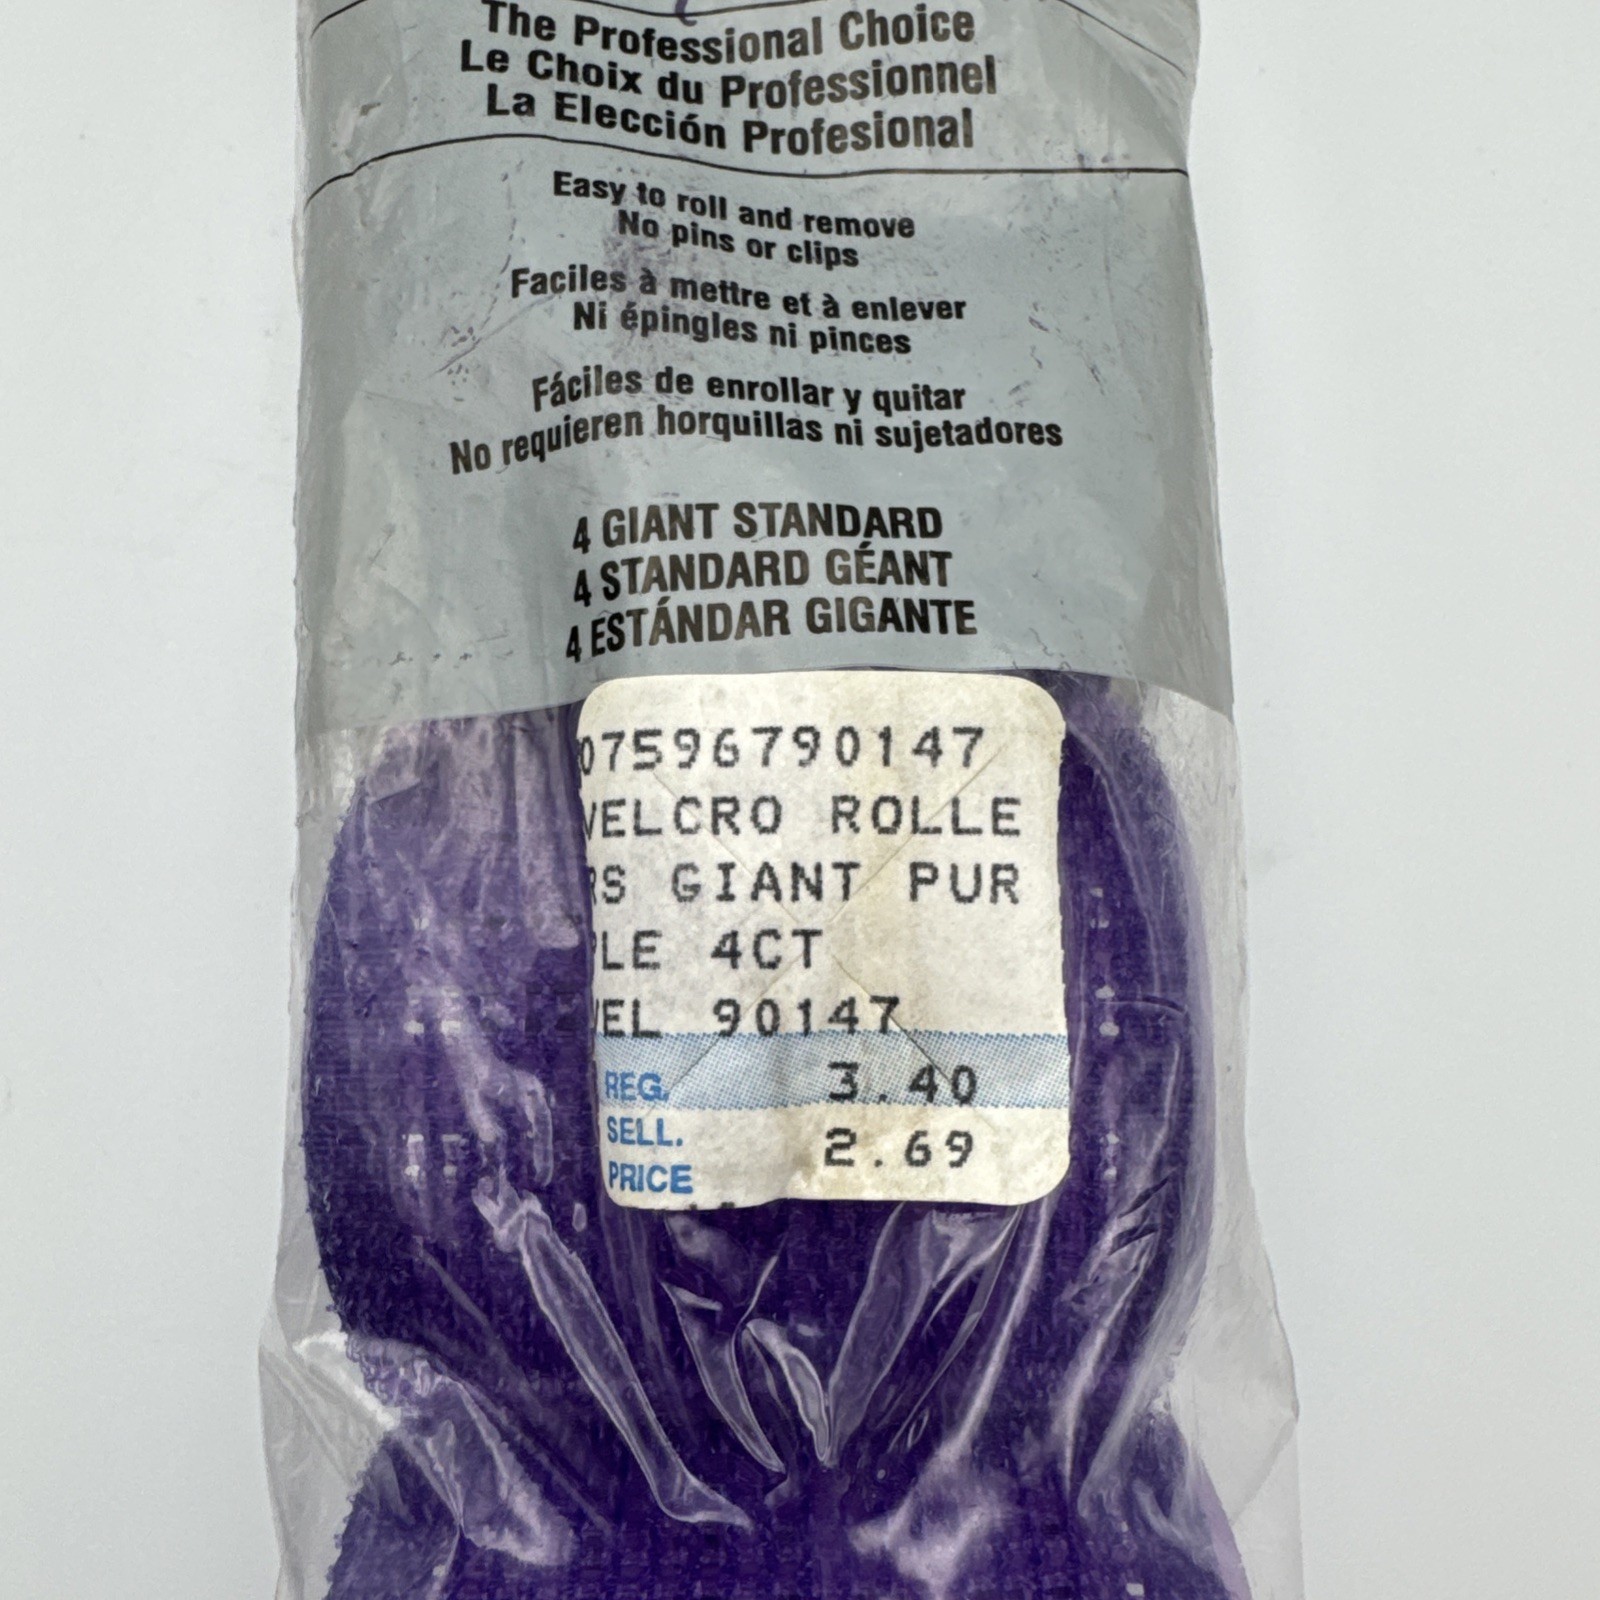 The Professional Choice
Le Choix du Professionnel
La Elección Profesional
Easy to roll and remove
No pins or clips
Faciles à mettre et à enlever
Ni épingles ni pinces
Fáciles de enrollar y quitar
No requieren horquillas ni sujetadores
4 GIANT STANDARD
4 STANDARD GÉANT
4 ESTÁNDAR GIGANTE
07596790147
VELCRO ROLLE
RS GIANT PUR
PLE 4CT
VEL 90147
REG. 3.40
SELL. PRICE 2.69